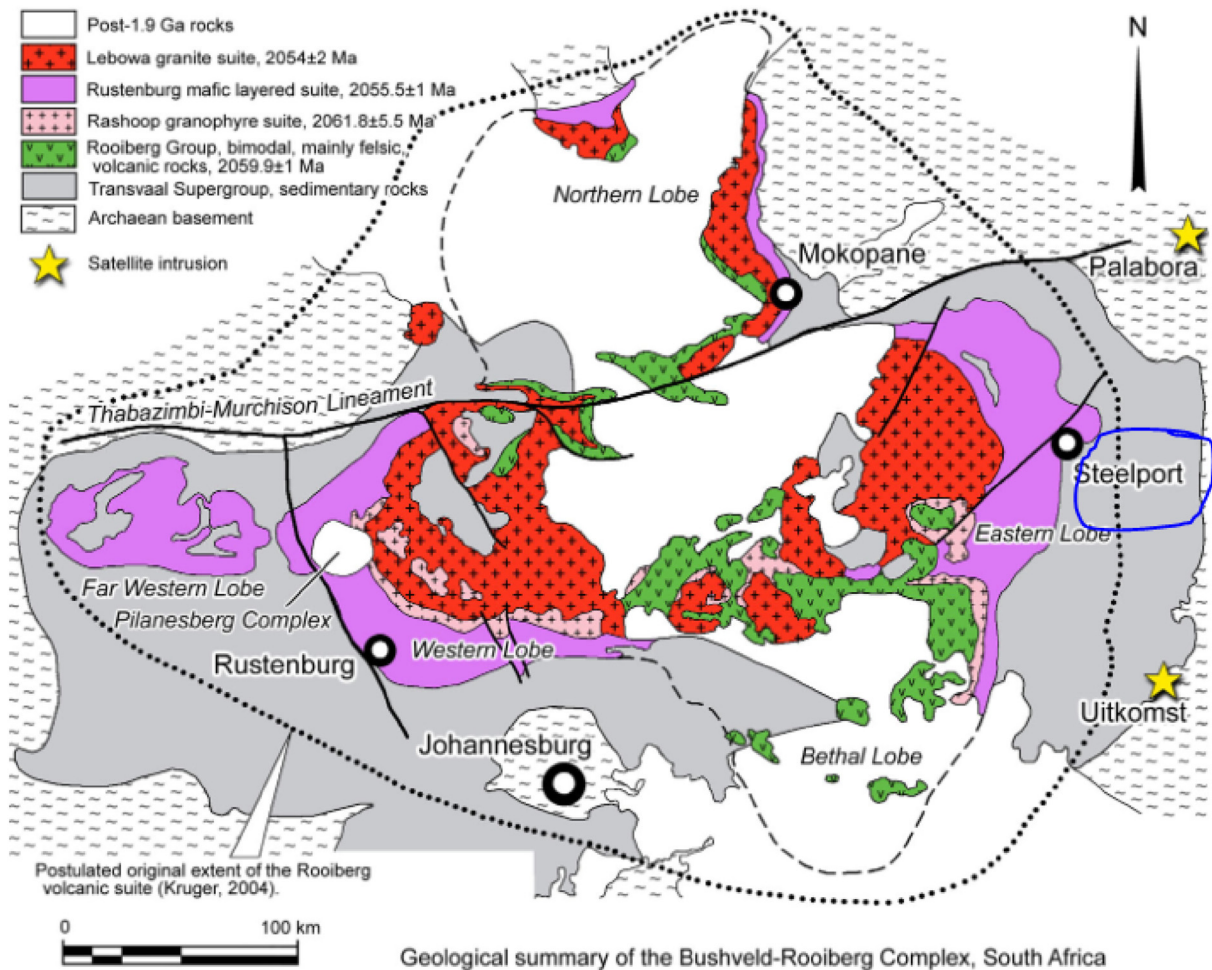 Post-1.9 Ga rocks
Lebowa granite suite, 2054±2 Ma
Rustenburg mafic layered suite, 2055.5±1 Ma
Rashoop granophyre suite, 2061.8±5.5 Ma
Rooiberg Group, bimodal, mainly felsic,
volcanic rocks, 2059.9±1 Ma
Transvaal Supergroup, sedimentary rocks
Archaean basement
Satellite intrusion
N
Northern Lobe
Mokopane
Palabora
Thabazimbi-Murchison Lineament
Steelport
Eastern Lobe
Far Western Lobe
Pilanesberg Complex
Western Lobe
Rustenburg
Uitkomst
Johannesburg
Bethal Lobe
Postulated original extent of the Rooiberg
volcanic suite (Kruger, 2004).
0 100 km
Geological summary of the Bushveld-Rooiberg Complex, South Africa